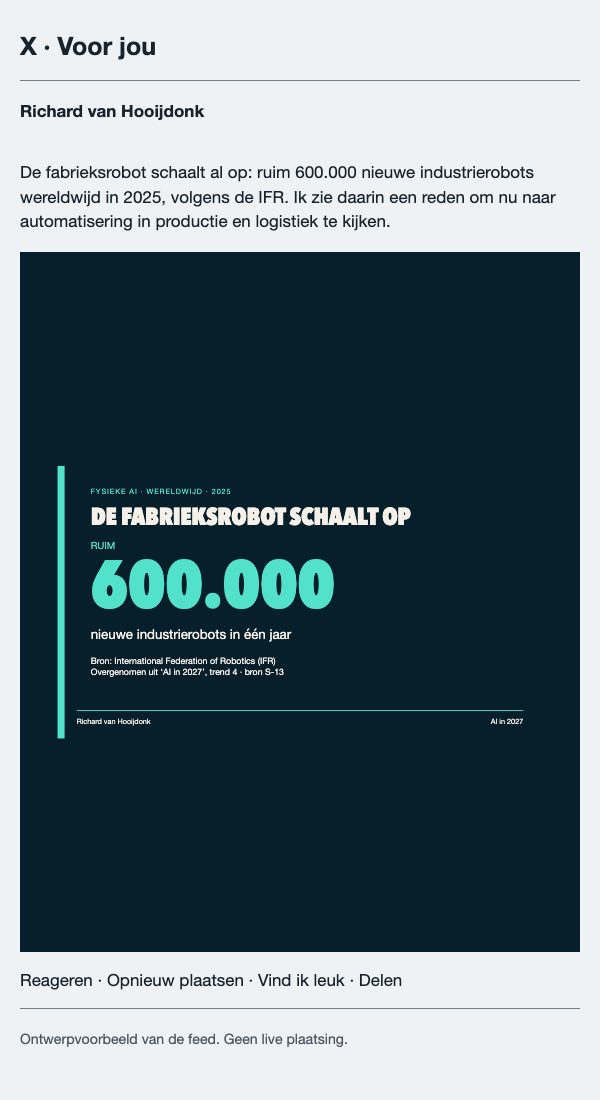 X · Voor jou
Richard van Hooijdonk
De fabrieksrobot schaalt al op: ruim 600.000 nieuwe industrierobots
wereldwijd in 2025, volgens de IFR. Ik zie daarin een reden om nu naar
automatisering in productie en logistiek te kijken.
FYSIEKE AI · WERELDWIJD · 2025
DE FABRIEKSROBOT SCHAALT OP
RUIM
600.000
nieuwe industrierobots in één jaar
Bron: International Federation of Robotics (IFR)
Overgenomen uit ‘AI in 2027’, trend 4 · bron S-13
Richard van Hooijdonk
AI in 2027
Reageren · Opnieuw plaatsen · Vind ik leuk · Delen
Ontwerpvoorbeeld van de feed. Geen live plaatsing.